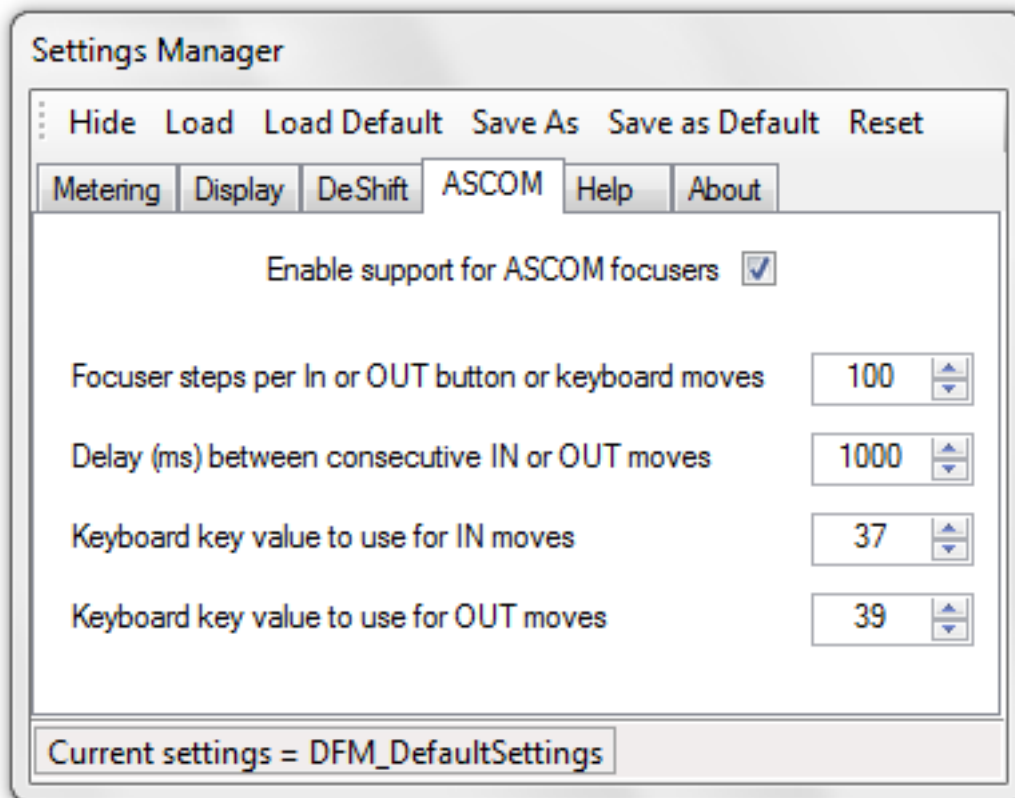 Settings Manager
Hide Load Load Default Save As Save as Default Reset
Metering Display DeShift ASCOM Help About
Enable support for ASCOM focusers
Focuser steps per In or OUT button or keyboard moves 100
Delay (ms) between consecutive IN or OUT moves 1000
Keyboard key value to use for IN moves 37
Keyboard key value to use for OUT moves 39
Current settings = DFM_DefaultSettings